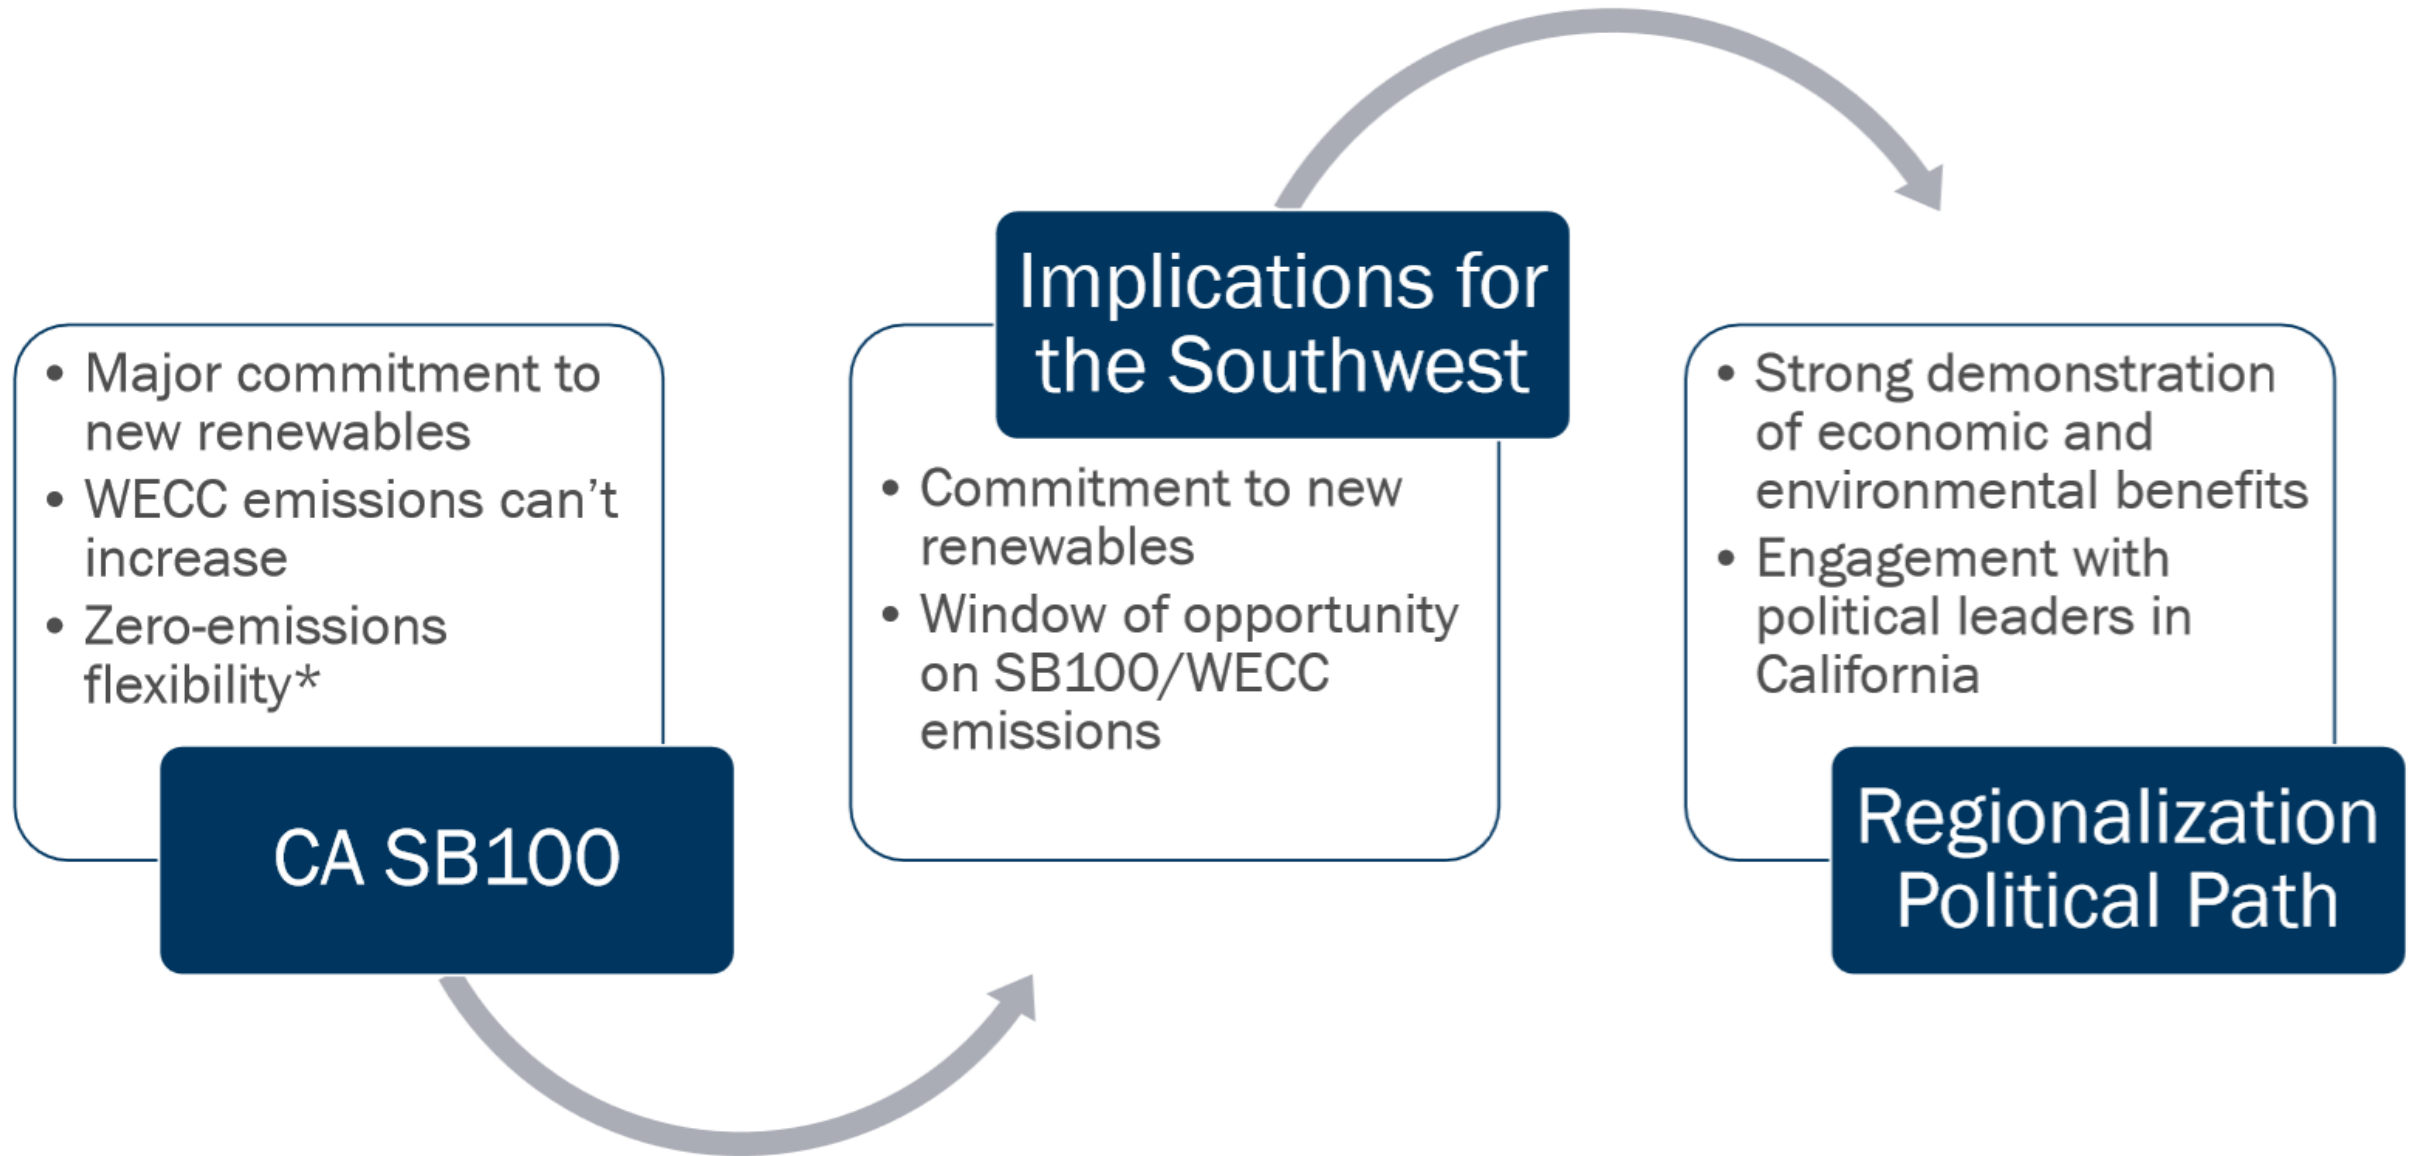 • Major commitment to
new renewables
• WECC emissions can’t
increase
• Zero-emissions
flexibility*
CA SB100
Implications for
the Southwest
• Commitment to new
renewables
• Window of opportunity
on SB100/WECC
emissions
• Strong demonstration
of economic and
environmental benefits
• Engagement with
political leaders in
California
Regionalization
Political Path